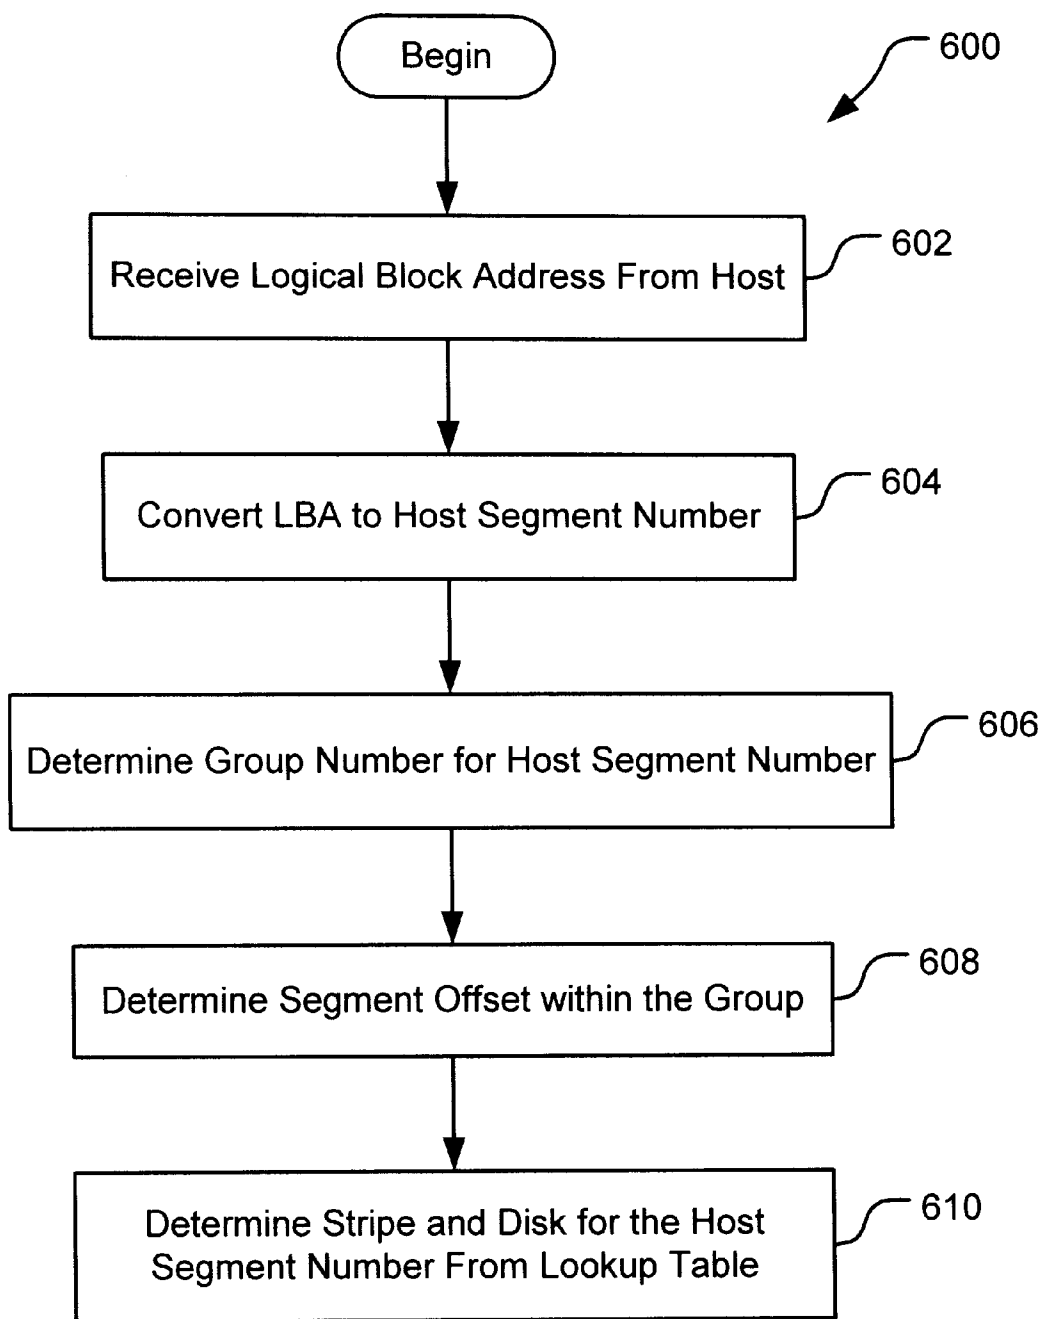 Begin
600
Receive Logical Block Address From Host
602
Convert LBA to Host Segment Number
604
Determine Group Number for Host Segment Number
606
Determine Segment Offset within the Group
608
Determine Stripe and Disk for the Host
Segment Number From Lookup Table
610